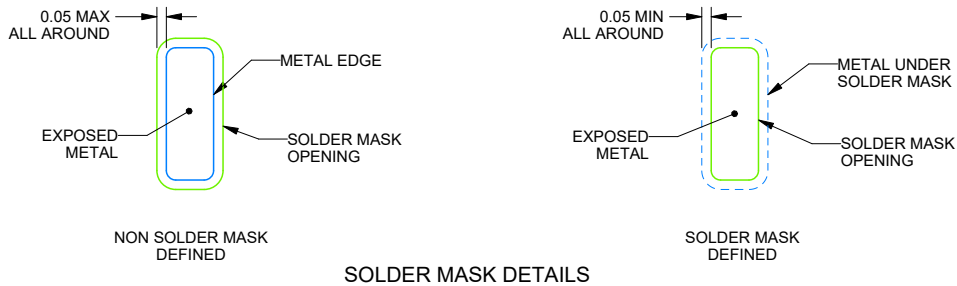 0.05 MAX
ALL AROUND
METAL EDGE
EXPOSED
METAL
SOLDER MASK
OPENING
NON SOLDER MASK
DEFINED
0.05 MIN
ALL AROUND
METAL UNDER
SOLDER MASK
EXPOSED
METAL
SOLDER MASK
OPENING
SOLDER MASK
DEFINED
SOLDER MASK DETAILS